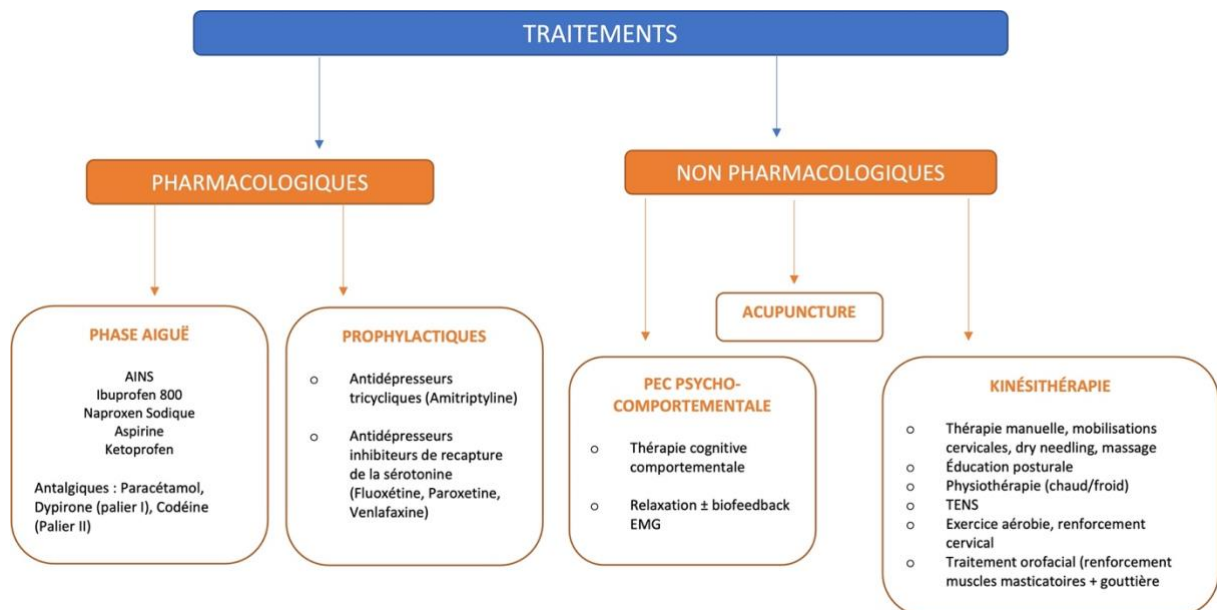 TRAITEMENTS
PHARMACOLOGIQUES
NON PHARMACOLOGIQUES
PHASE AIGUË
AINS
Ibuprofen 800
Naproxen Sodique
Aspirine
Ketoprofen
Antalgiques : Paracétamol,
Dypirone (palier I), Codéine
(Palier II)
PROPHYLACTIQUES
o Antidépresseurs
tricycliques (Amitriptyline)
o Antidépresseurs
inhibiteurs de recapture
de la sérotonine
(Fluoxétine, Paroxetine,
Venlafaxine)
ACUPUNCTURE
PEC PSYCHO-
COMPORTEMENTALE
o Thérapie cognitive
comportementale
o Relaxation ± biofeedback
EMG
KINÉSITHÉRAPIE
o Thérapie manuelle, mobilisations
cervicales, dry needling, massage
o Éducation posturale
o Physiothérapie (chaud/froid)
o TENS
o Exercice aérobie, renforcement
cervical
o Traitement orofacial (renforcement
muscles masticatoires + gouttière